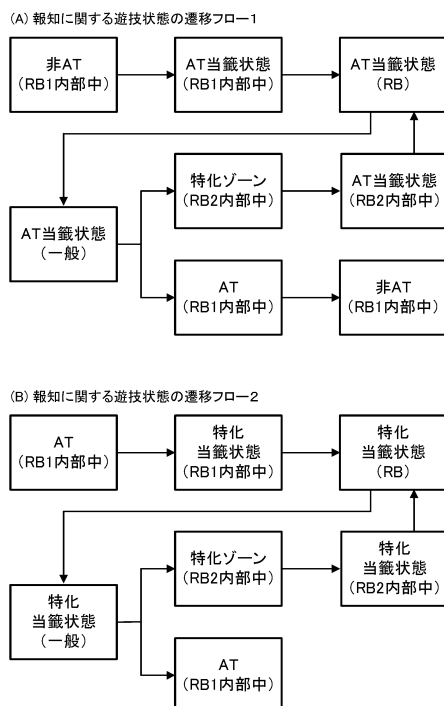 (A) 報知に関する遊技状態の遷移フロー1
非AT
(RB1内部中)
AT当籤状態
(RB1内部中)
AT当籤状態
(RB)
特化ゾーン
(RB2内部中)
AT当籤状態
(RB2内部中)
AT当籤状態
(一般)
AT
(RB1内部中)
非AT
(RB1内部中)
(B) 報知に関する遊技状態の遷移フロー2
AT
(RB1内部中)
特化
当籤状態
(RB1内部中)
特化
当籤状態
(RB)
特化ゾーン
(RB2内部中)
特化
当籤状態
(RB2内部中)
特化
当籤状態
(一般)
AT
(RB1内部中)